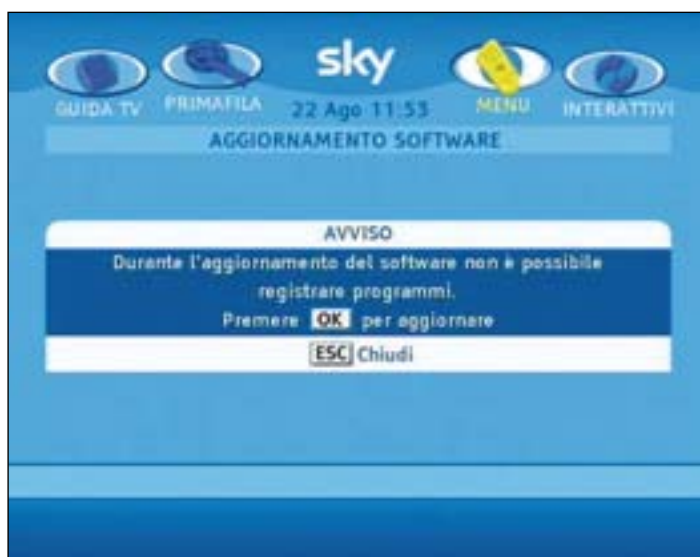 sky
GUIDA TV PRIMAFILA 22 Ago 11:53 MENU INTERATTIVI
AGGIORNAMENTO SOFTWARE
AVVISO
Durante l'aggiornamento del software non è possibile
registrare programmi.
Premere OK per aggiornare
ESC Chiudi